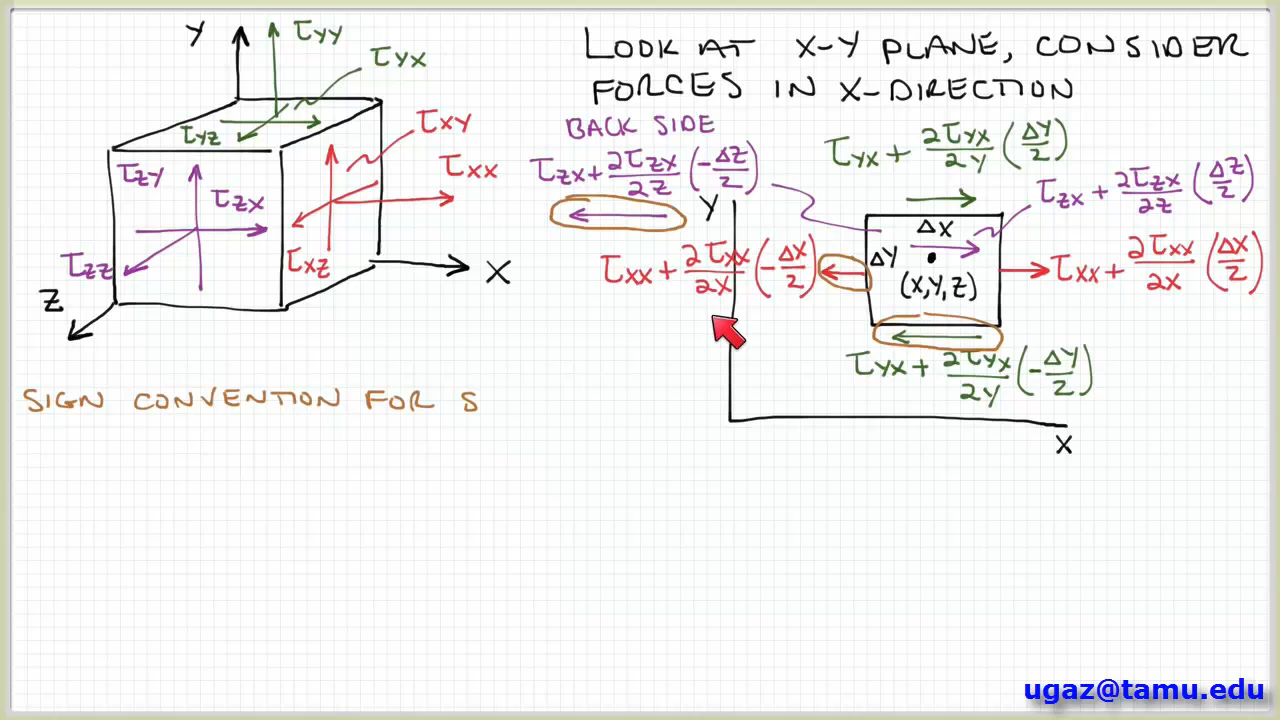 LOOK AT X-Y PLANE, CONSIDER
FORCES IN X-DIRECTION
Y
τYY
τYX
τYZ
τXY
τXX
τXZ
τZY
τZX
τZZ
X
Z
BACK SIDE
τZX + ∂τZX/∂Z (-ΔZ/2)
τYX + ∂τYX/∂Y (ΔY/2)
τZX + ∂τZX/∂Z (ΔZ/2)
Y
τXX + ∂τXX/∂X (-ΔX/2)
ΔX
ΔY
(X,Y,Z)
τXX + ∂τXX/∂X (ΔX/2)
τYX + ∂τYX/∂Y (-ΔY/2)
X
SIGN CONVENTION FOR S
ugaz@tamu.edu